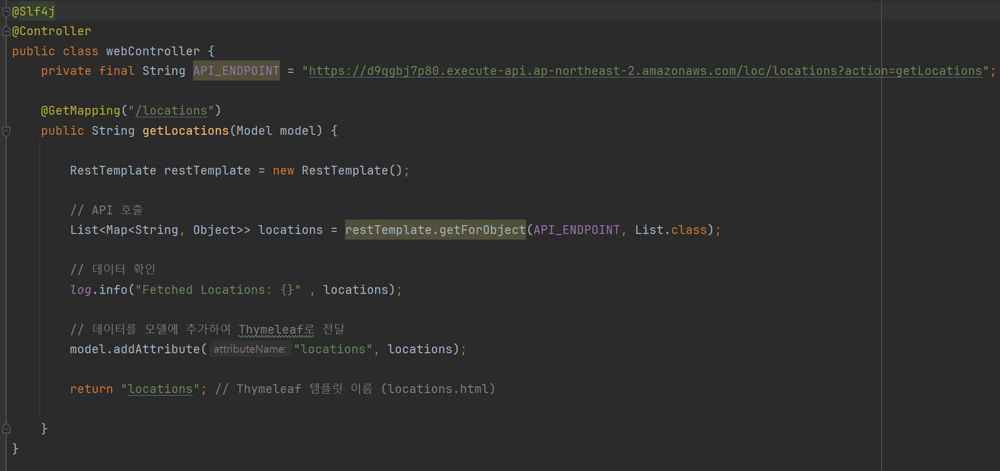 @Slf4j
@Controller
public class webController {
private final String API_ENDPOINT = "https://d9qgbj7p80.execute-api.ap-northeast-2.amazonaws.com/loc/locations?action=getLocations";
@GetMapping("/locations")
public String getLocations(Model model) {
RestTemplate restTemplate = new RestTemplate();
// API 호출
List<Map<String, Object>> locations = restTemplate.getForObject(API_ENDPOINT, List.class);
// 데이터 확인
log.info("Fetched Locations: {}" , locations);
// 데이터를 모델에 추가하여 Thymeleaf로 전달
model.addAttribute( attributeName: "locations", locations);
return "locations"; // Thymeleaf 템플릿 이름 (locations.html)
}
}